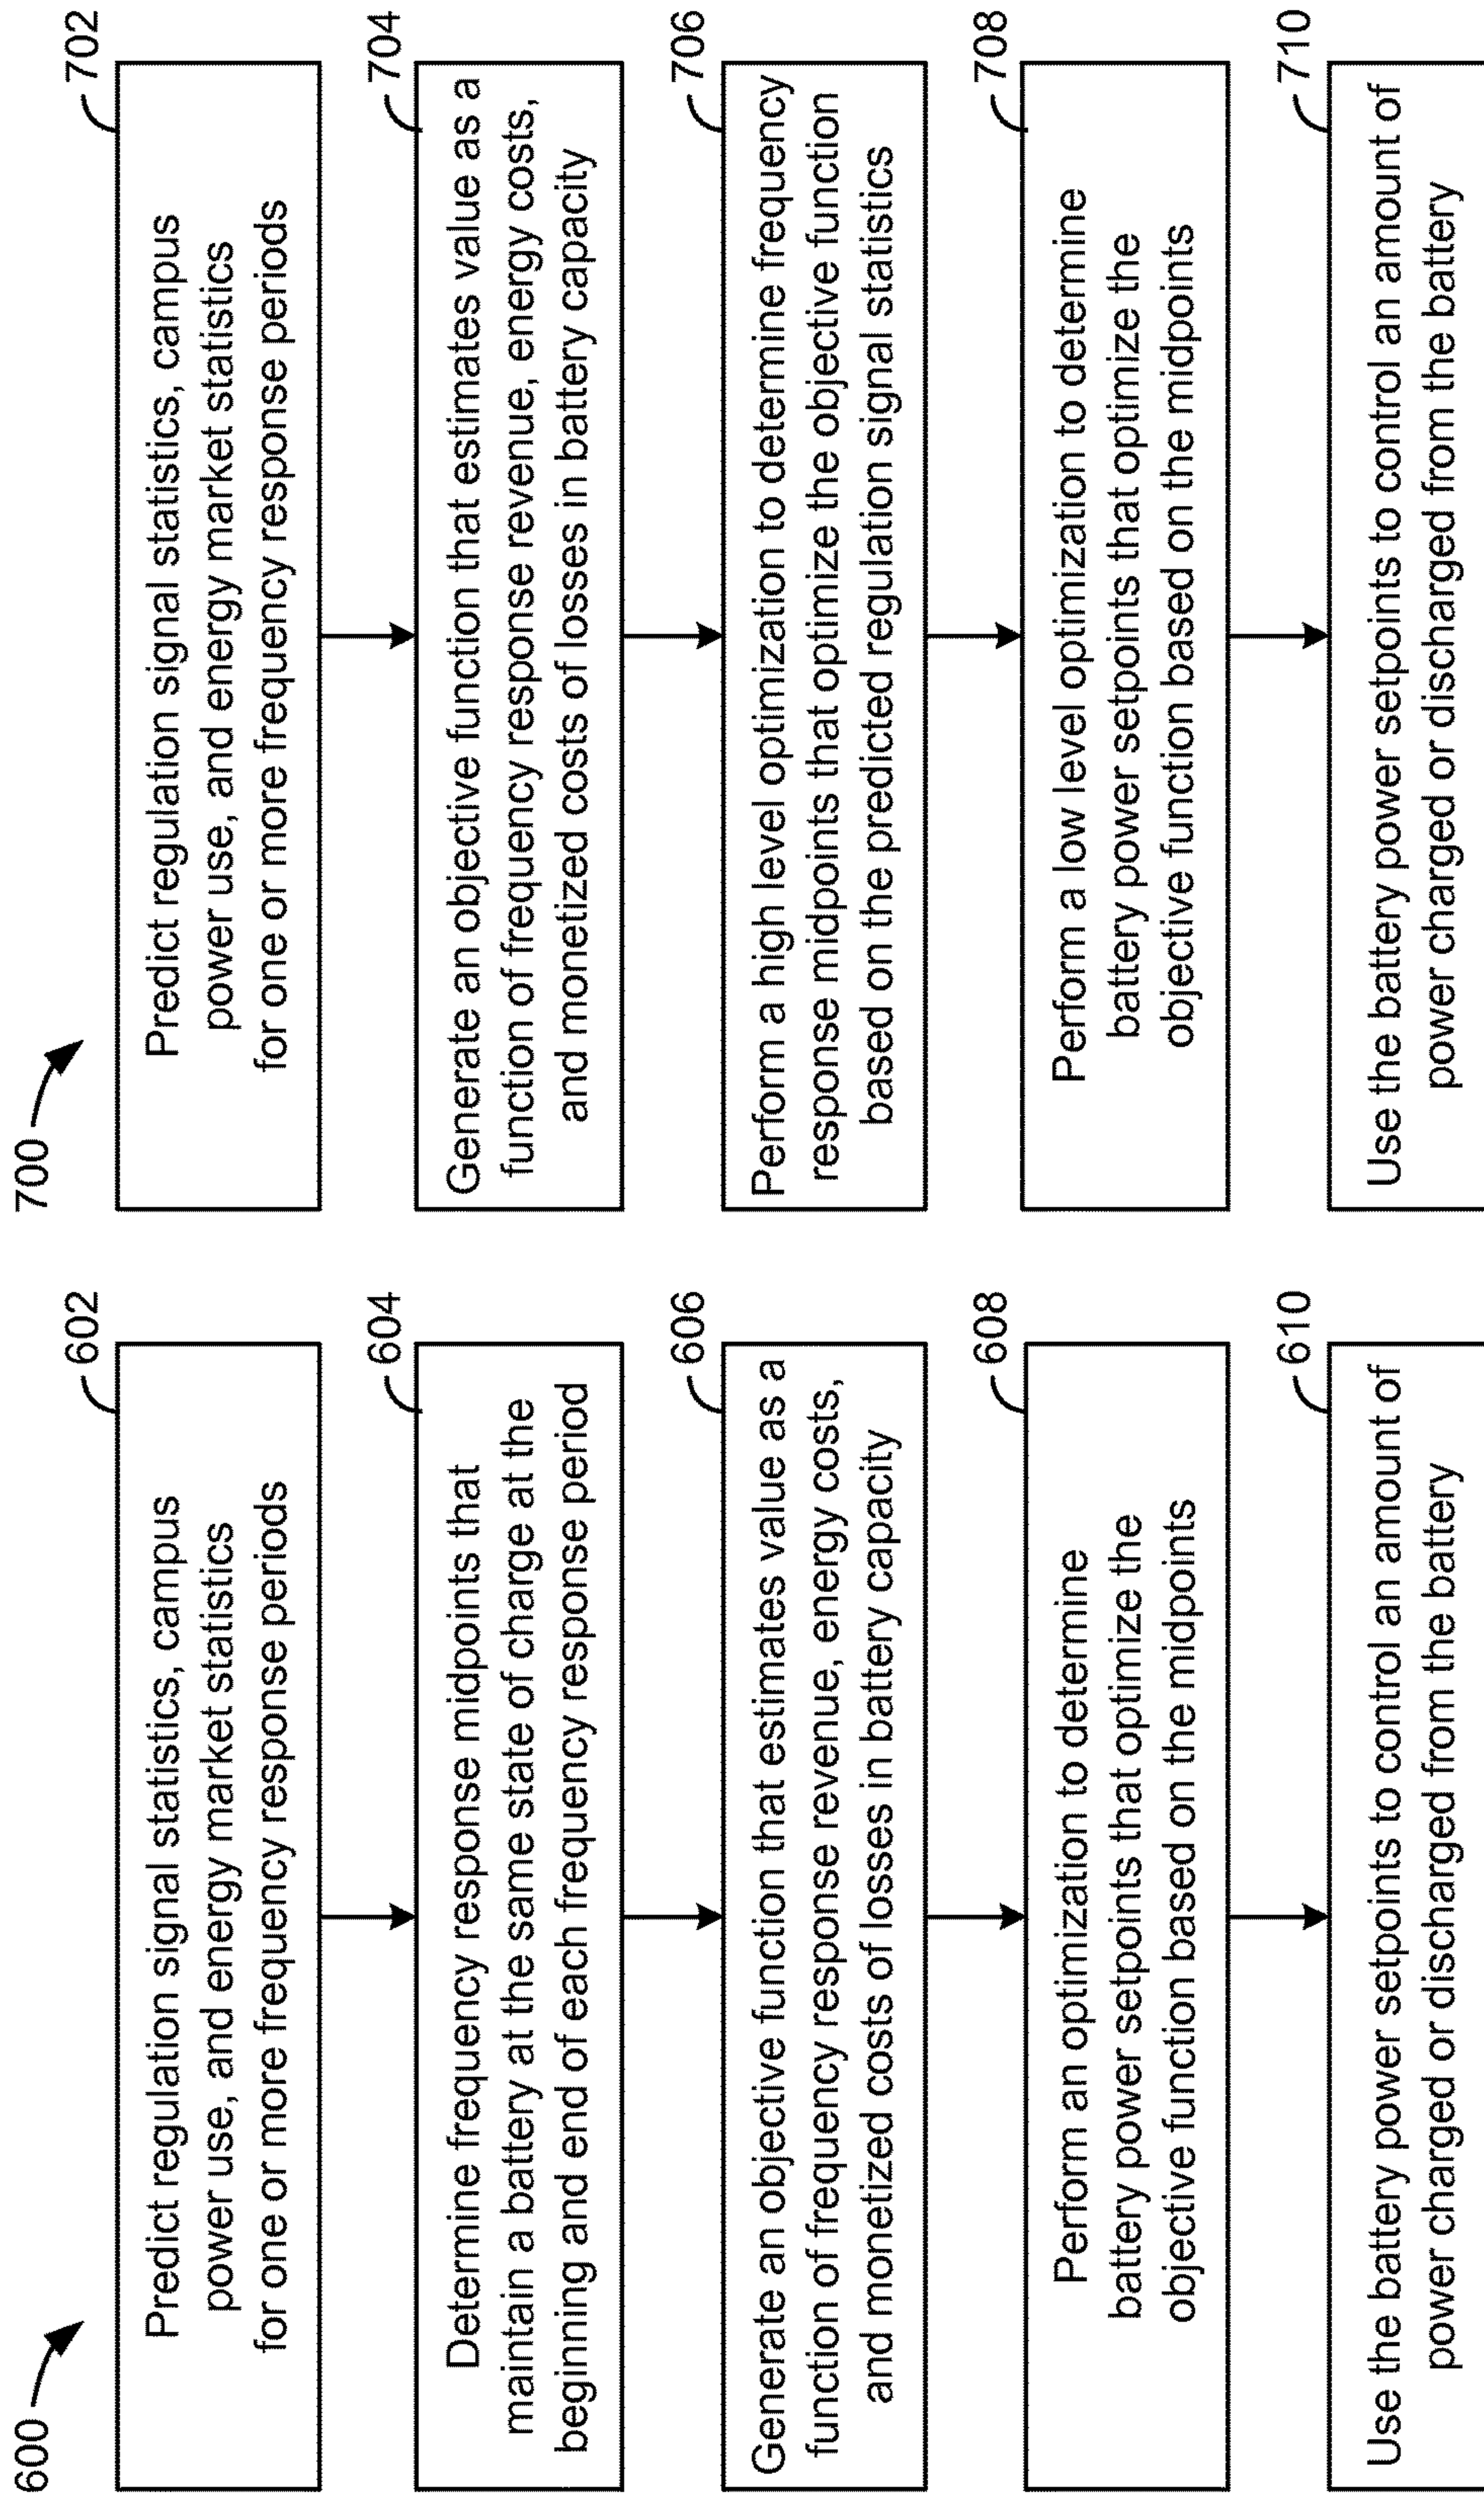 600
602
Predict regulation signal statistics, campus
power use, and energy market statistics
for one or more frequency response periods
604
Determine frequency response midpoints that
maintain a battery at the same state of charge at the
beginning and end of each frequency response period
606
Generate an objective function that estimates value as a
function of frequency response revenue, energy costs,
and monetized costs of losses in battery capacity
608
Perform an optimization to determine
battery power setpoints that optimize the
objective function based on the midpoints
610
Use the battery power setpoints to control an amount of
power charged or discharged from the battery
700
702
Predict regulation signal statistics, campus
power use, and energy market statistics
for one or more frequency response periods
704
Generate an objective function that estimates value as a
function of frequency response revenue, energy costs,
and monetized costs of losses in battery capacity
706
Perform a high level optimization to determine frequency
response midpoints that optimize the objective function
based on the predicted regulation signal statistics
708
Perform a low level optimization to determine
battery power setpoints that optimize the
objective function based on the midpoints
710
Use the battery power setpoints to control an amount of
power charged or discharged from the battery